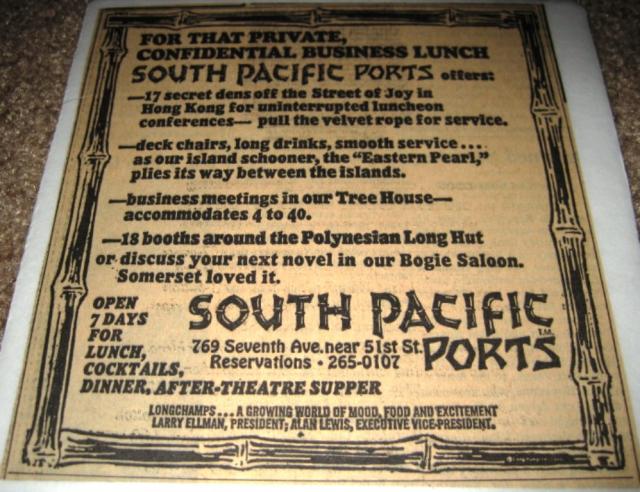 FOR THAT PRIVATE,
CONFIDENTIAL BUSINESS LUNCH
SOUTH PACIFIC PORTS offers:
—17 secret dens off the Street of Joy in
Hong Kong for uninterrupted luncheon
conferences— pull the velvet rope for service.
—deck chairs, long drinks, smooth service...
as our island schooner, the "Eastern Pearl,"
plies its way between the islands.
—business meetings in our Tree House—
accommodates 4 to 40.
—18 booths around the Polynesian Long Hut
or discuss your next novel in our Bogie Saloon.
Somerset loved it.
OPEN
7 DAYS
FOR
LUNCH,
COCKTAILS,
DINNER, AFTER-THEATRE SUPPER
SOUTH PACIFIC
PORTS T.M.
769 Seventh Ave. near 51st St.
Reservations • 265-0107
LONGCHAMPS... A GROWING WORLD OF MOOD, FOOD AND EXCITEMENT
LARRY ELLMAN, PRESIDENT; ALAN LEWIS, EXECUTIVE VICE-PRESIDENT.